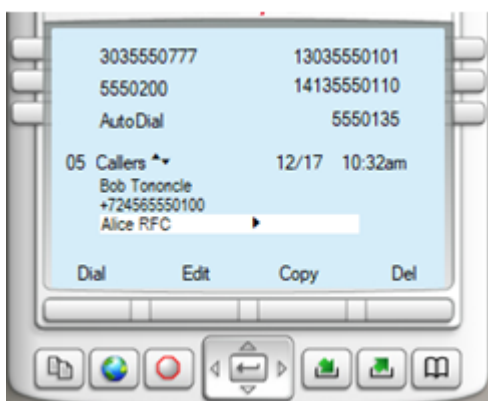 3035550777 13035550101
5550200 14135550110
AutoDial 5550135
05 Callers 12/17 10:32am
Bob Tononcle
+724565550100
Alice RFC
Dial Edit Copy Del